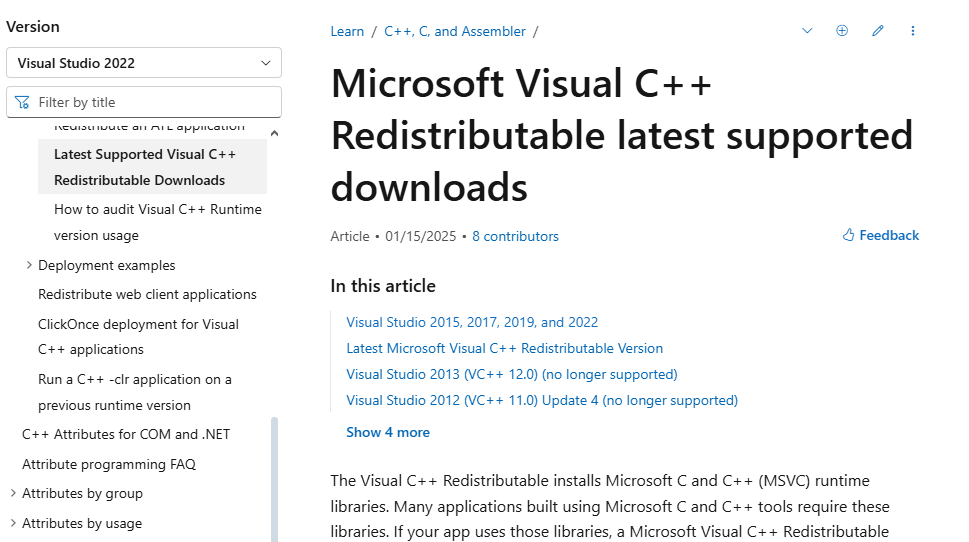 Version
Visual Studio 2022
Filter by title
Redistribute an ATL application
Latest Supported Visual C++
Redistributable Downloads
How to audit Visual C++ Runtime
version usage
Deployment examples
Redistribute web client applications
ClickOnce deployment for Visual
C++ applications
Run a C++ -clr application on a
previous runtime version
C++ Attributes for COM and .NET
Attribute programming FAQ
Attributes by group
Attributes by usage
Learn / C++, C, and Assembler /
Microsoft Visual C++
Redistributable latest supported
downloads
Article • 01/15/2025 • 8 contributors
Feedback
In this article
Visual Studio 2015, 2017, 2019, and 2022
Latest Microsoft Visual C++ Redistributable Version
Visual Studio 2013 (VC++ 12.0) (no longer supported)
Visual Studio 2012 (VC++ 11.0) Update 4 (no longer supported)
Show 4 more
The Visual C++ Redistributable installs Microsoft C and C++ (MSVC) runtime
libraries. Many applications built using Microsoft C and C++ tools require these
libraries. If your app uses those libraries, a Microsoft Visual C++ Redistributable